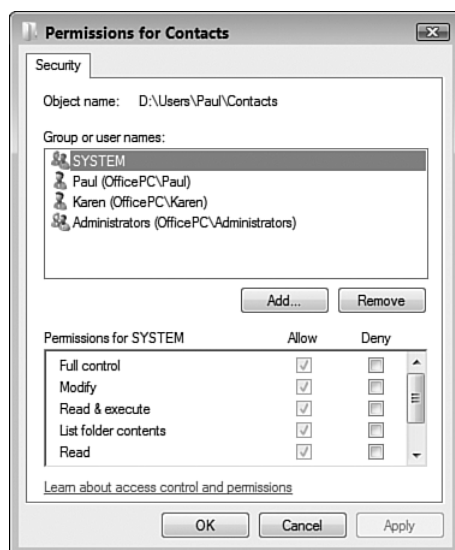 Permissions for Contacts
Security
Object name: D:\Users\Paul\Contacts
Group or user names:
SYSTEM
Paul (OfficePC\Paul)
Karen (OfficePC\Karen)
Administrators (OfficePC\Administrators)
Add... Remove
Permissions for SYSTEM Allow Deny
Full control
Modify
Read & execute
List folder contents
Read
Learn about access control and permissions
OK Cancel Apply